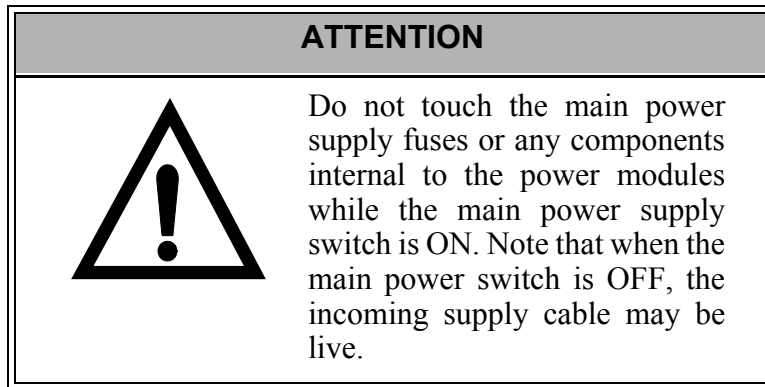 ATTENTION
Do not touch the main power
supply fuses or any components
internal to the power modules
while the main power supply
switch is ON. Note that when the
main power switch is OFF, the
incoming supply cable may be
live.